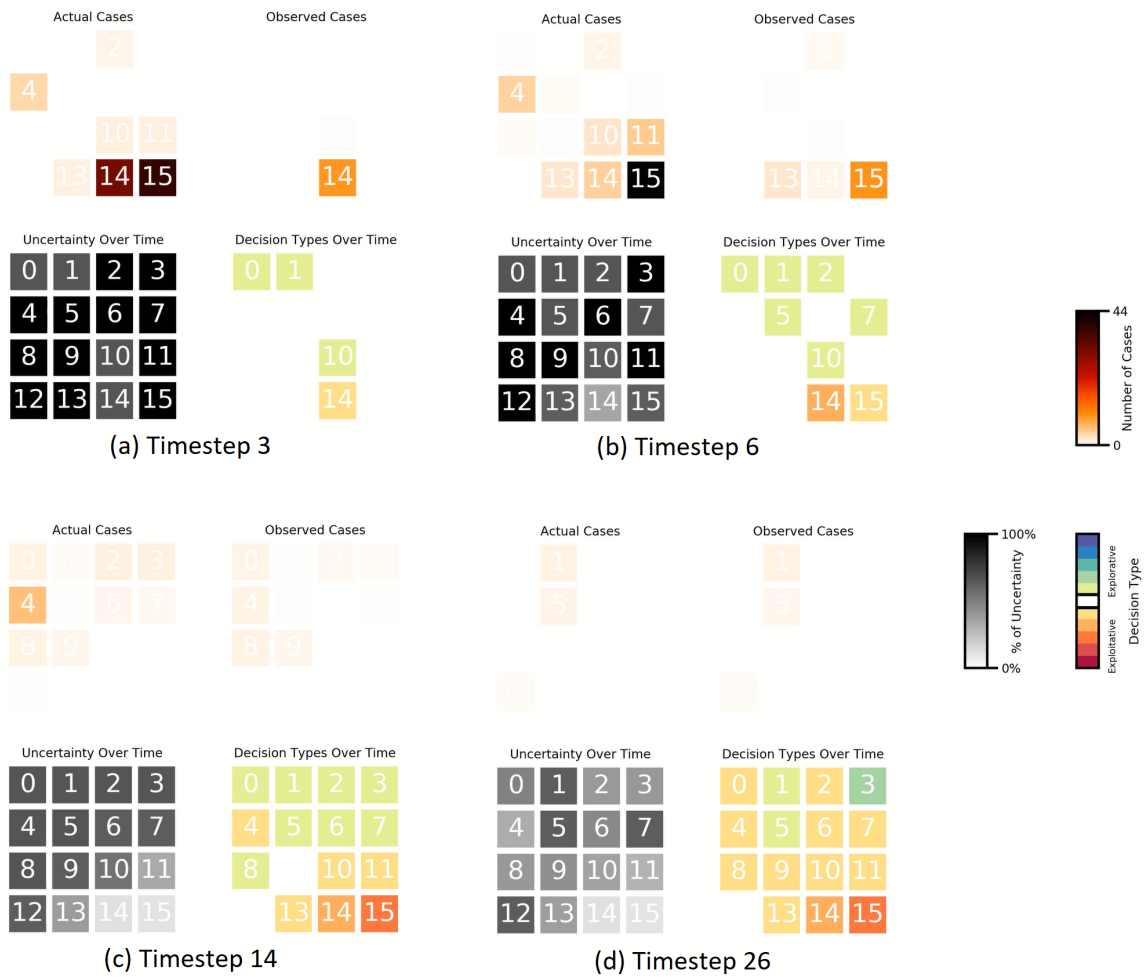 Actual Cases
Observed Cases
2
4
10 11
13 14 15
14
Uncertainty Over Time
Decision Types Over Time
0 1 2 3
4 5 6 7
8 9 10 11
12 13 14 15
0 1
10
14
(a) Timestep 3
Actual Cases
Observed Cases
2
4
10 11
13 14 15
2
13 14 15
Uncertainty Over Time
Decision Types Over Time
0 1 2 3
4 5 6 7
8 9 10 11
12 13 14 15
0 1 2
5 7
10
14 15
(b) Timestep 6
44
Number of Cases
0
Actual Cases
Observed Cases
0 2 3
4 6 7
8 9
0 2
4
8 9
Uncertainty Over Time
Decision Types Over Time
0 1 2 3
4 5 6 7
8 9 10 11
12 13 14 15
0 1 2 3
4 5 6 7
8 10 11
13 14 15
(c) Timestep 14
Actual Cases
Observed Cases
1
5
12
1
5
12
Uncertainty Over Time
Decision Types Over Time
0 1 2 3
4 5 6 7
8 9 10 11
12 13 14 15
0 1 2 3
4 5 6 7
8 9 10 11
13 14 15
(d) Timestep 26
100%
% of Uncertainty
0%
Explorative
Exploitative
Decision Type